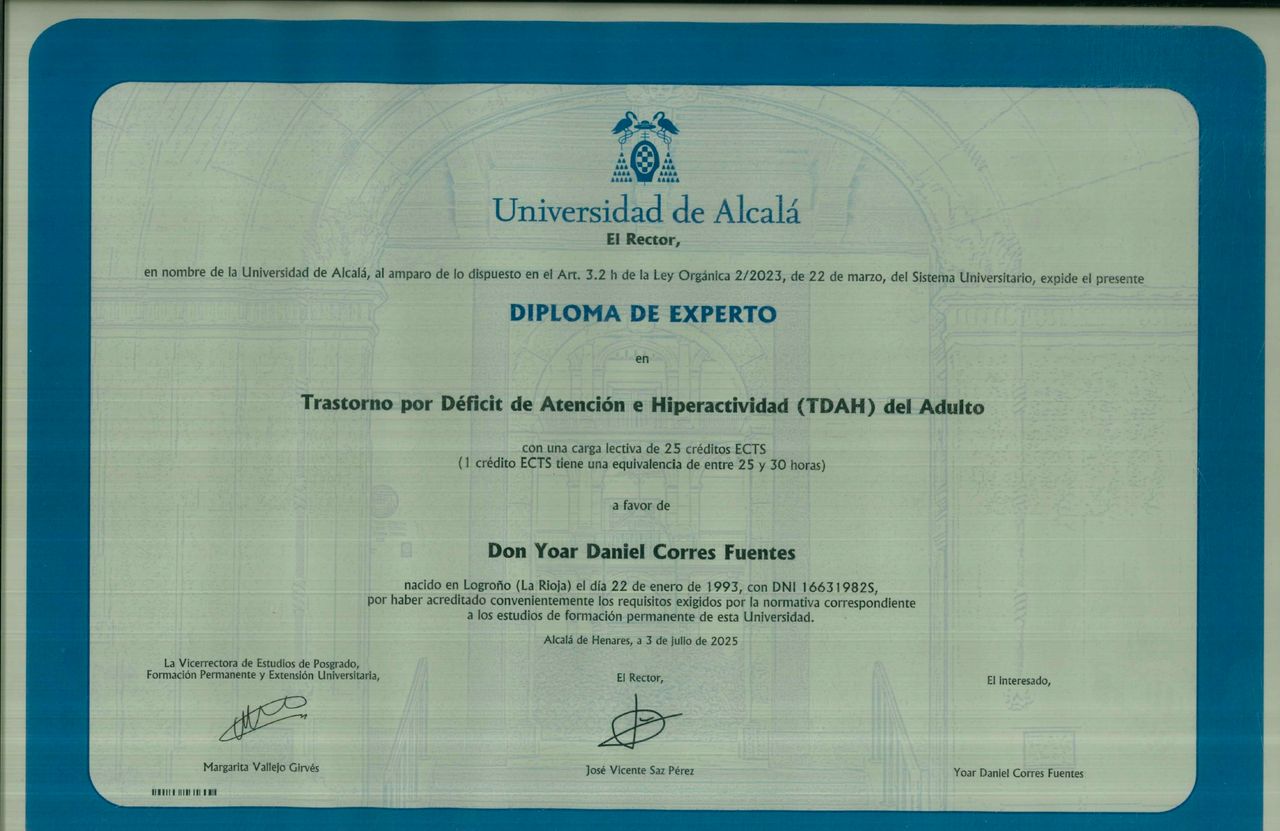 Universidad de Alcalá
El Rector,
en nombre de la Universidad de Alcalá, al amparo de lo dispuesto en el Art. 3.2 h de la Ley Orgánica 2/2023, de 22 de marzo, del Sistema Universitario, expide el presente
DIPLOMA DE EXPERTO
en
Trastorno por Déficit de Atención e Hiperactividad (TDAH) del Adulto
con una carga lectiva de 25 créditos ECTS
(1 crédito ECTS tiene una equivalencia de entre 25 y 30 horas)
a favor de
Don Yoar Daniel Corres Fuentes
nacido en Logroño (La Rioja) el día 22 de enero de 1993, con DNI 16631982S,
por haber acreditado convenientemente los requisitos exigidos por la normativa correspondiente
a los estudios de formación permanente de esta Universidad.
Alcalá de Henares, a 3 de julio de 2025
La Vicerrectora de Estudios de Posgrado,
Formación Permanente y Extensión Universitaria,
El Rector,
El interesado,
Margarita Vallejo Girvés
José Vicente Saz Pérez
Yoar Daniel Corres Fuentes